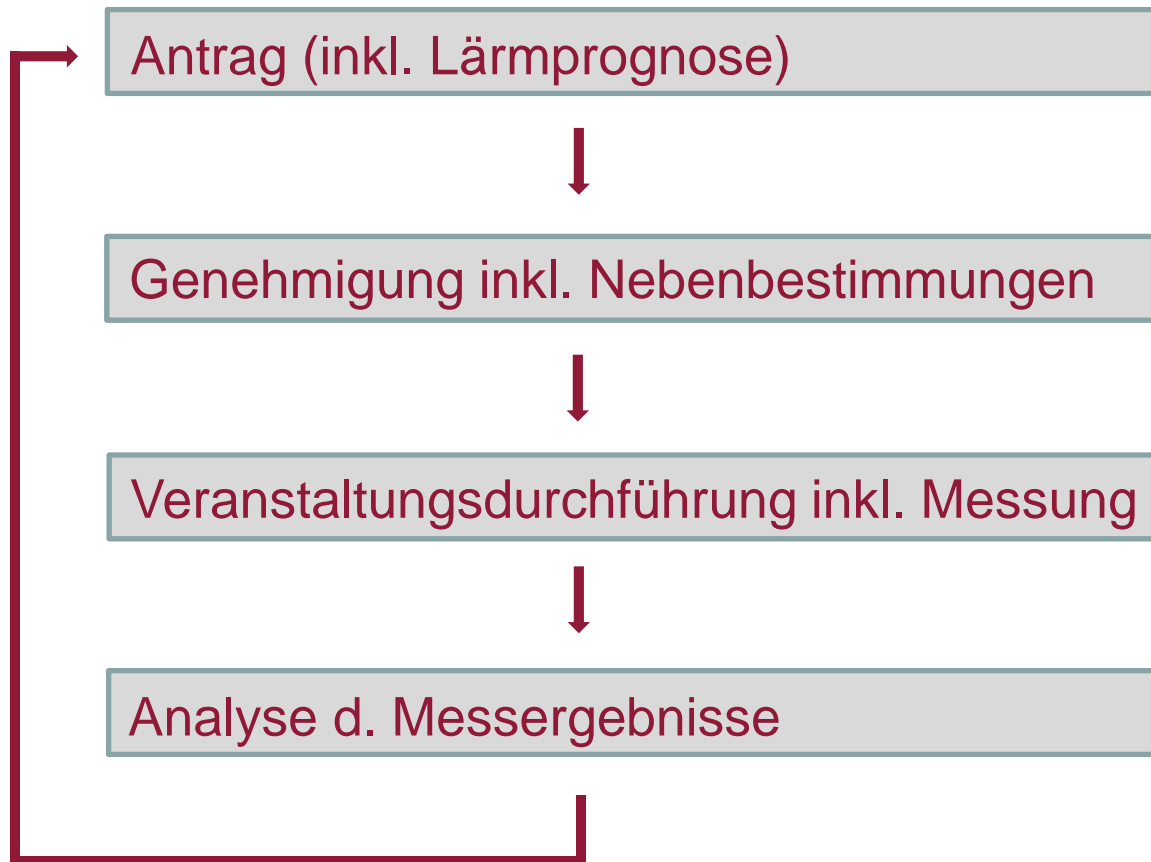 Antrag (inkl. Lärmprognose)
Genehmigung inkl. Nebenbestimmungen
Veranstaltungsdurchführung inkl. Messung
Analyse d. Messergebnisse